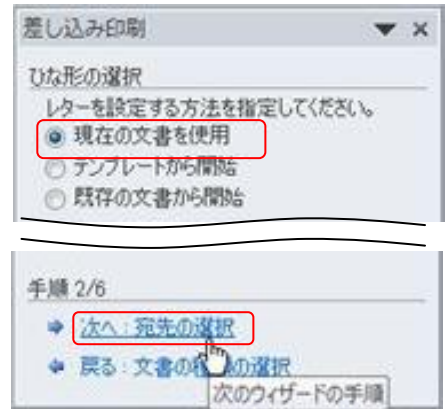 差し込み印刷
ひな形の選択
レターを設定する方法を指定してください。
現在の文書を使用
テンプレートから開始
既存の文書から開始
手順 2/6
次へ : 宛先の選択
戻る : 文書の種の選択
次のウィザードの手順